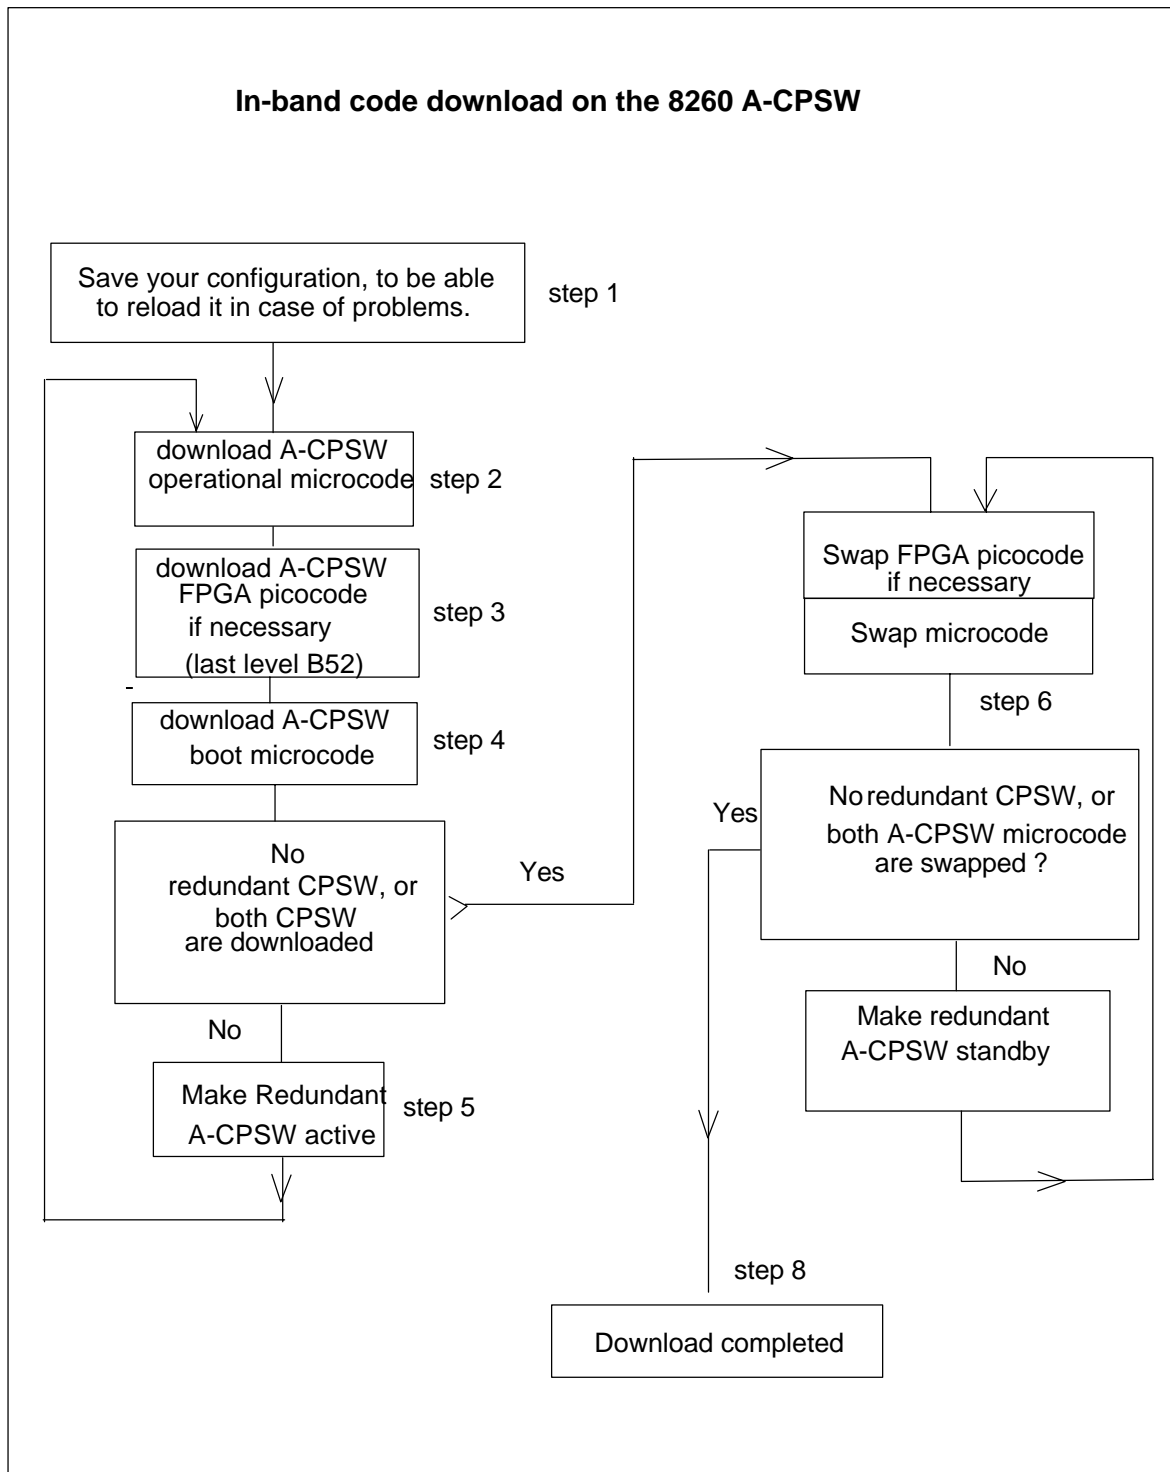 In-band code download on the 8260 A-CPSW
Save your configuration, to be able
to reload it in case of problems.
step 1
download A-CPSW
operational microcode
step 2
download A-CPSW
FPGA picocode
if necessary
(last level B52)
step 3
download A-CPSW
boot microcode
step 4
No
redundant CPSW, or
both CPSW
are downloaded
Yes
No
Make Redundant
A-CPSW active
step 5
Swap FPGA picocode
if necessary
Swap microcode
step 6
No redundant CPSW, or
both A-CPSW microcode
are swapped ?
Yes
No
Make redundant
A-CPSW standby
step 8
Download completed